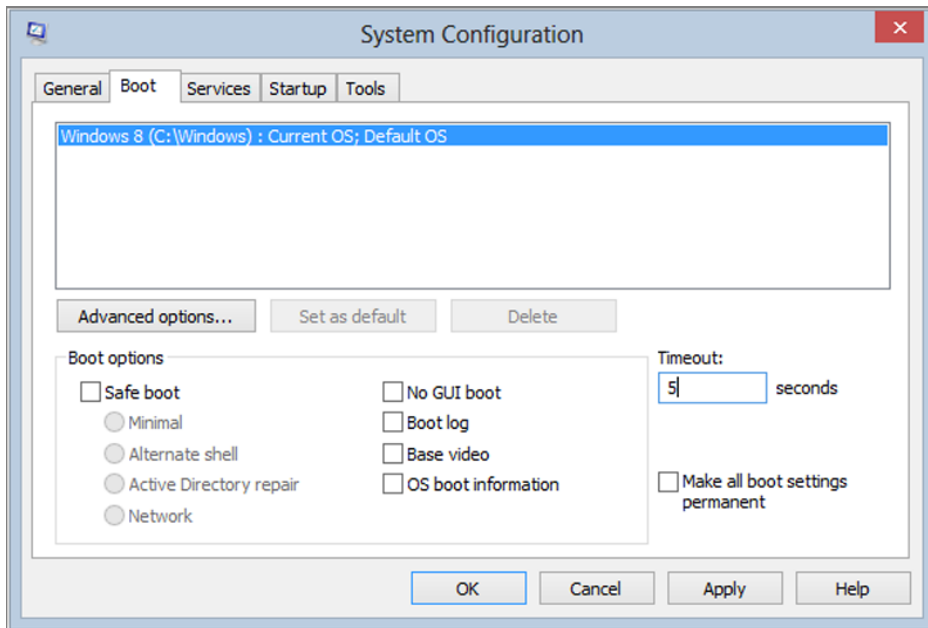 System Configuration
General Boot Services Startup Tools
Windows 8 (C:\Windows) : Current OS; Default OS
Advanced options... Set as default Delete
Boot options Timeout:
Safe boot No GUI boot 5 seconds
Minimal Boot log
Alternate shell Base video
Active Directory repair OS boot information Make all boot settings
permanent
Network
OK Cancel Apply Help